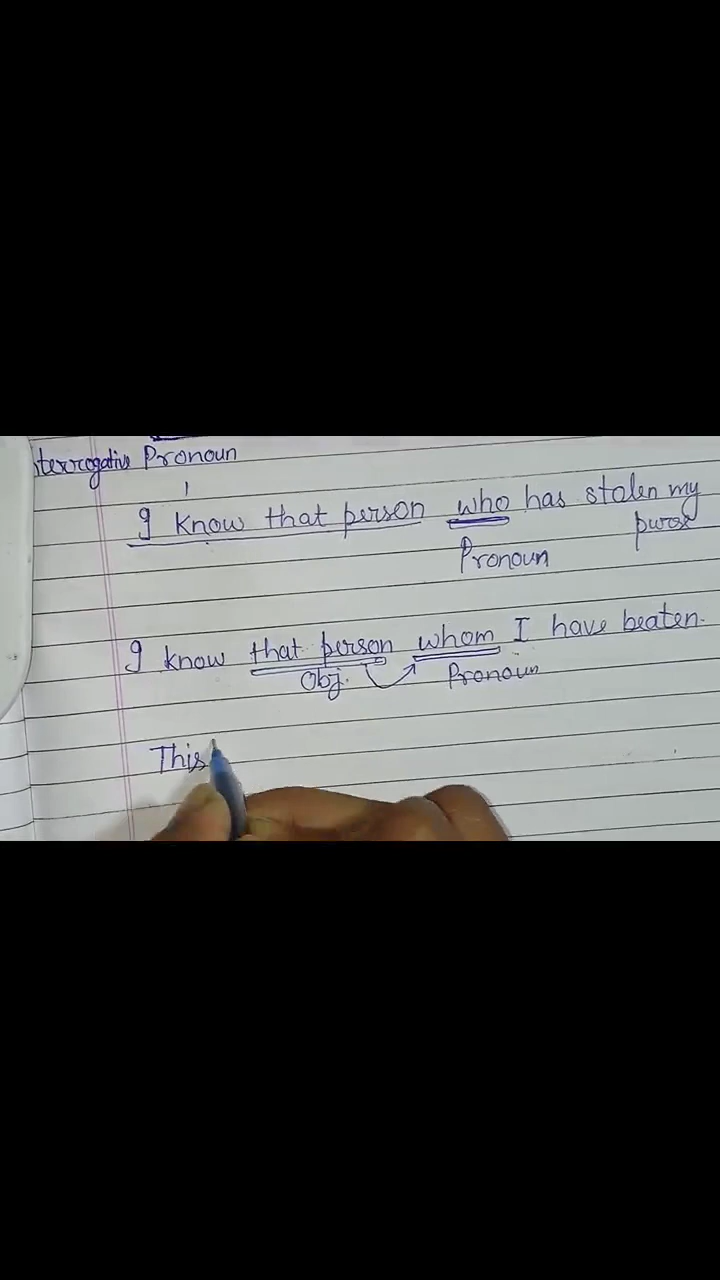 terrogative Pronoun
I know that person who has stolen my
purse
Pronoun
I know that person whom I have beaten.
Obj. Pronoun
This